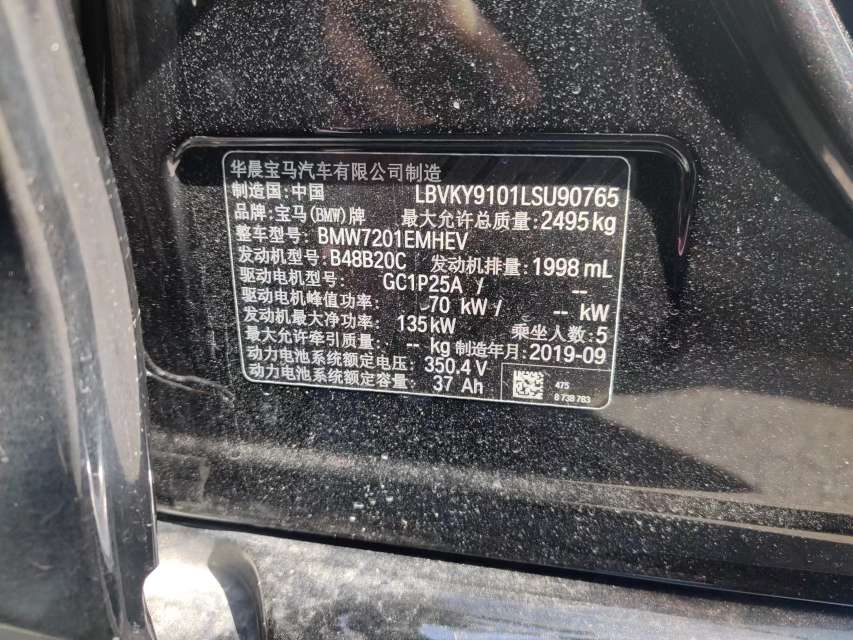 华晨宝马汽车有限公司制造
制造国:中国 LBVKY9101LSU90765
品牌:宝马(BMW)牌 最大允许总质量:2495kg
整车型号: BMW7201EMHEV
发动机型号: B48B20C 发动机排量:1998 mL
驱动电机型号: GC1P25A / --
驱动电机峰值功率: 70 kW / -- kW
发动机最大净功率: 135kW 乘坐人数:5
最大允许牵引质量: -- kg 制造年月:2019-09
动力电池系统额定电压: 350.4 V
动力电池系统额定容量: 37 Ah
475
8 738 783